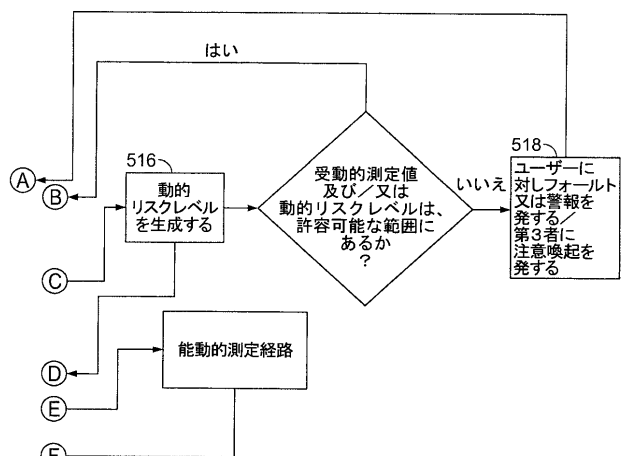 はい
A
B
516
動的
リスクレベル
を生成する
受動的測定値
及び/又は
動的リスクレベルは、
許容可能な範囲に
あるか
?
いいえ
518
ユーザーに
対しフォールト
又は警報を
発する/
第3者に
注意喚起を
発する
C
能動的測定経路
D
E
F